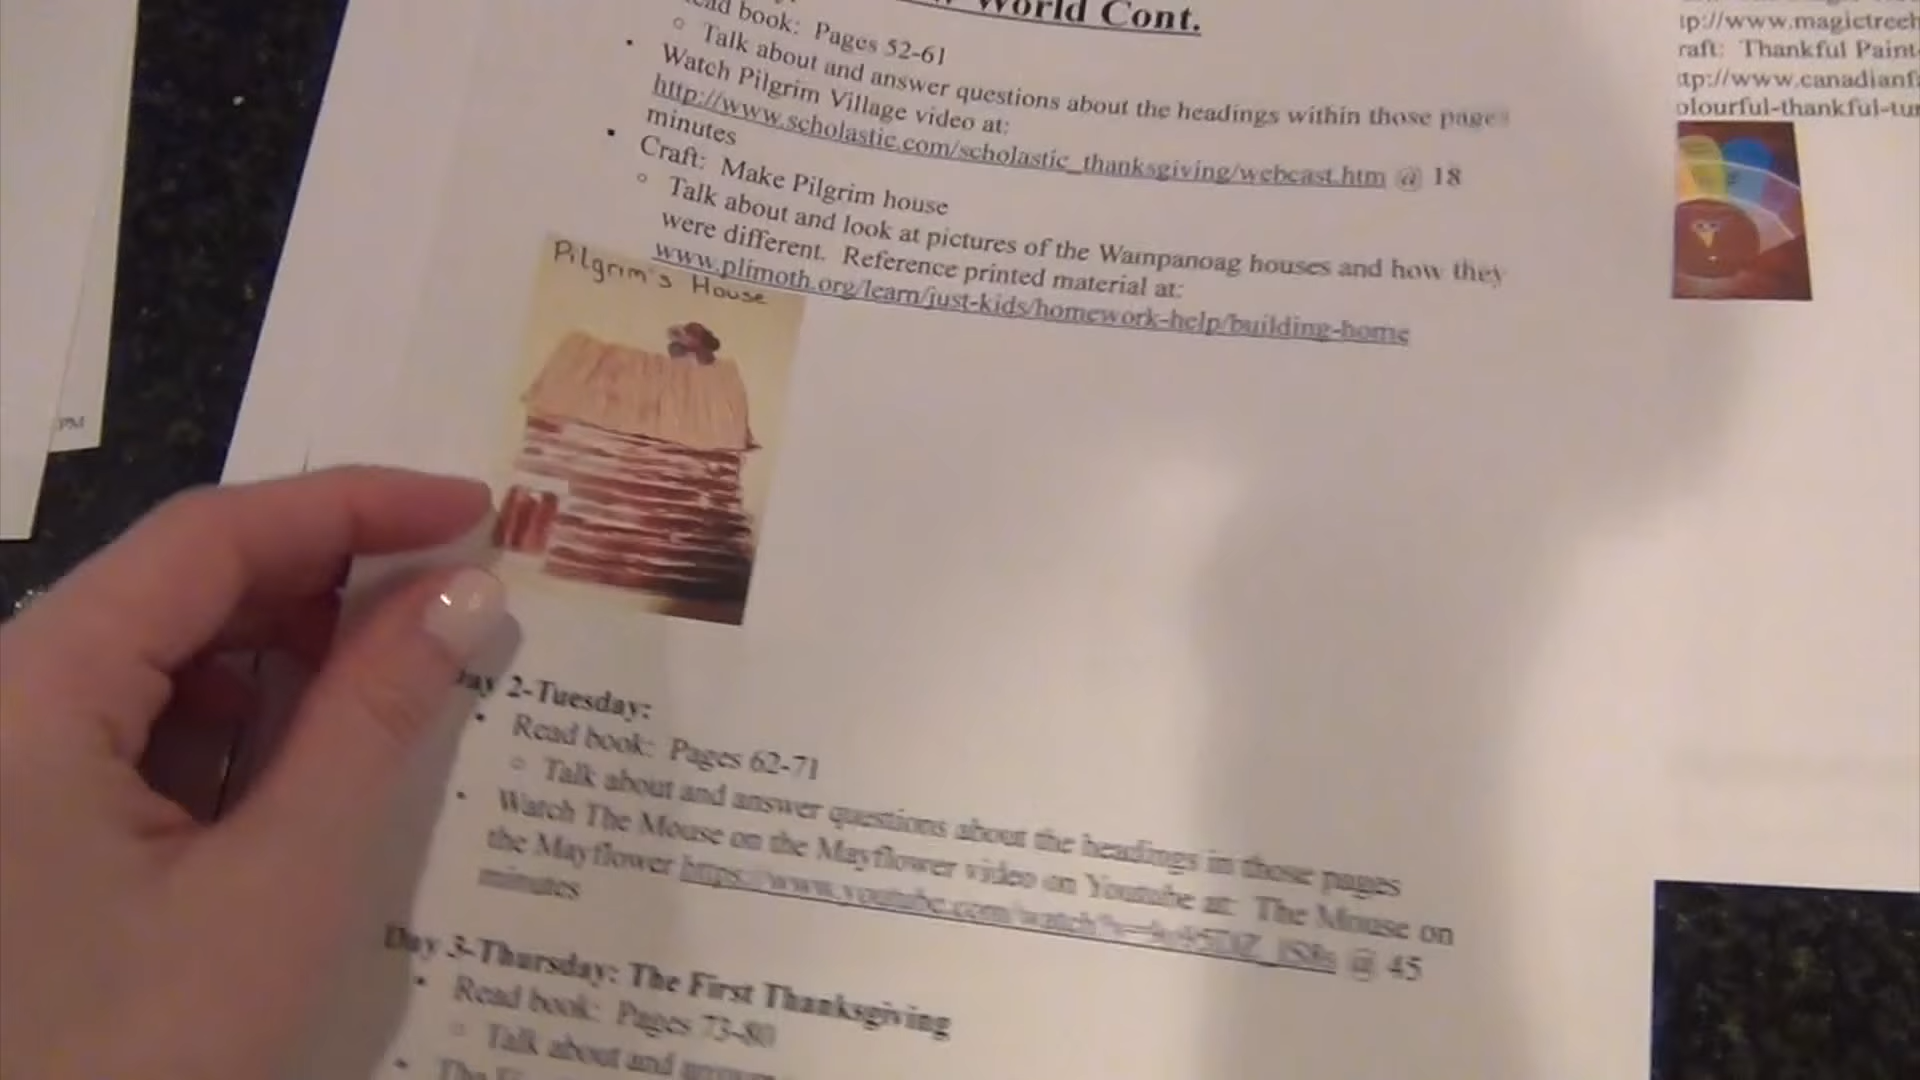 World Cont.
book: Pages 52-61
Talk about and answer questions about the headings within those pages
Watch Pilgrim Village video at:
http://www.scholastic.com/scholastic_thanksgiving/webcast.htm @ 18
minutes
Craft: Make Pilgrim house
Talk about and look at pictures of the Wampanoag houses and how they
were different. Reference printed material at:
www.plimoth.org/learn/just-kids/homework-help/building-home
Pilgrim's House
Day 2-Tuesday:
Read book: Pages 62-71
Talk about and answer questions about the headings in those pages
Watch The Mouse on the Mayflower video on Youtube at: The Mouse on
the Mayflower @ 45
minutes
Day 3-Thursday: The First Thanksgiving
Read book: Pages 73-80
Talk about and
PM
tp://www.magictreeh
raft: Thankful Paint
ttp://www.canadianf
olourful-thankful-tur